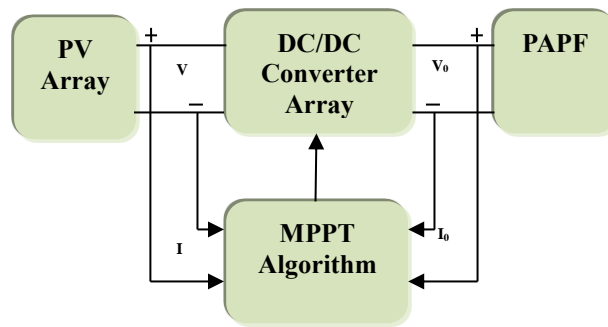 PV
Array
+
V
−
DC/DC
Converter
Array
+
V₀
−
PAPF
I
MPPT
Algorithm
I₀